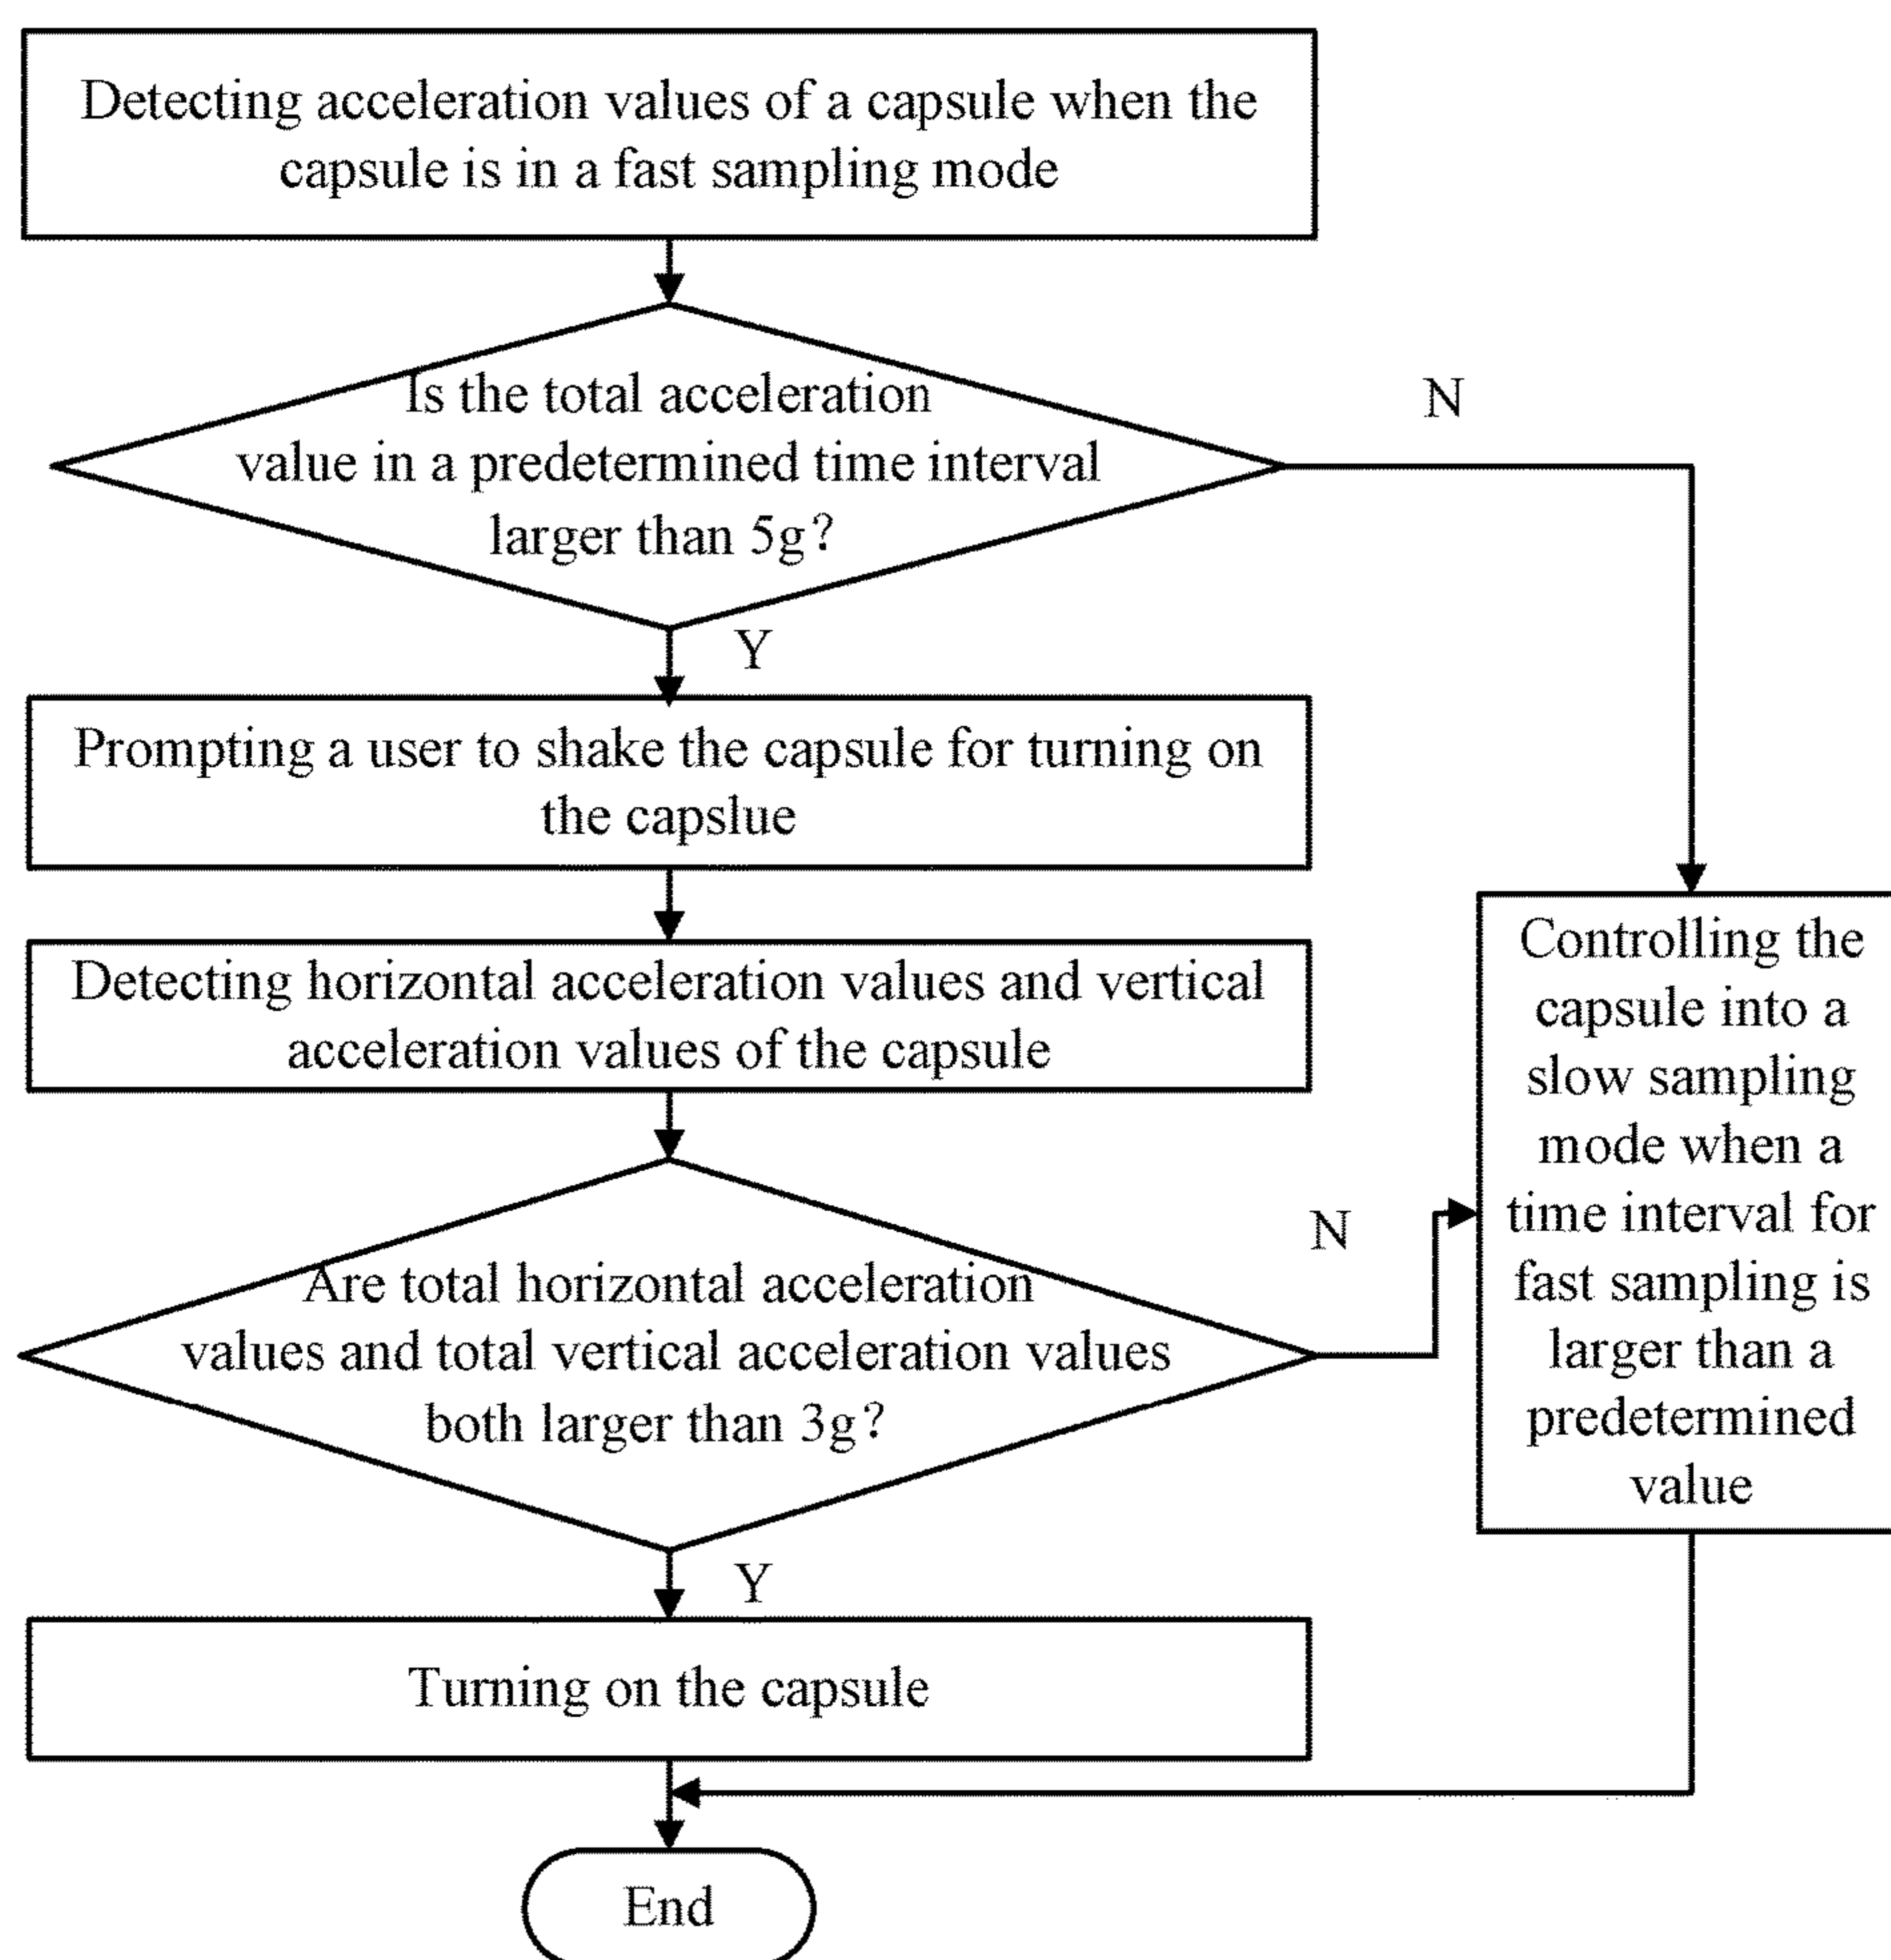 Detecting acceleration values of a capsule when the
capsule is in a fast sampling mode
Is the total acceleration
value in a predetermined time interval
larger than 5g?
N
Y
Prompting a user to shake the capsule for turning on
the capslue
Detecting horizontal acceleration values and vertical
acceleration values of the capsule
Controlling the
capsule into a
slow sampling
mode when a
time interval for
fast sampling is
larger than a
predetermined
value
N
Are total horizontal acceleration
values and total vertical acceleration values
both larger than 3g?
Y
Turning on the capsule
End